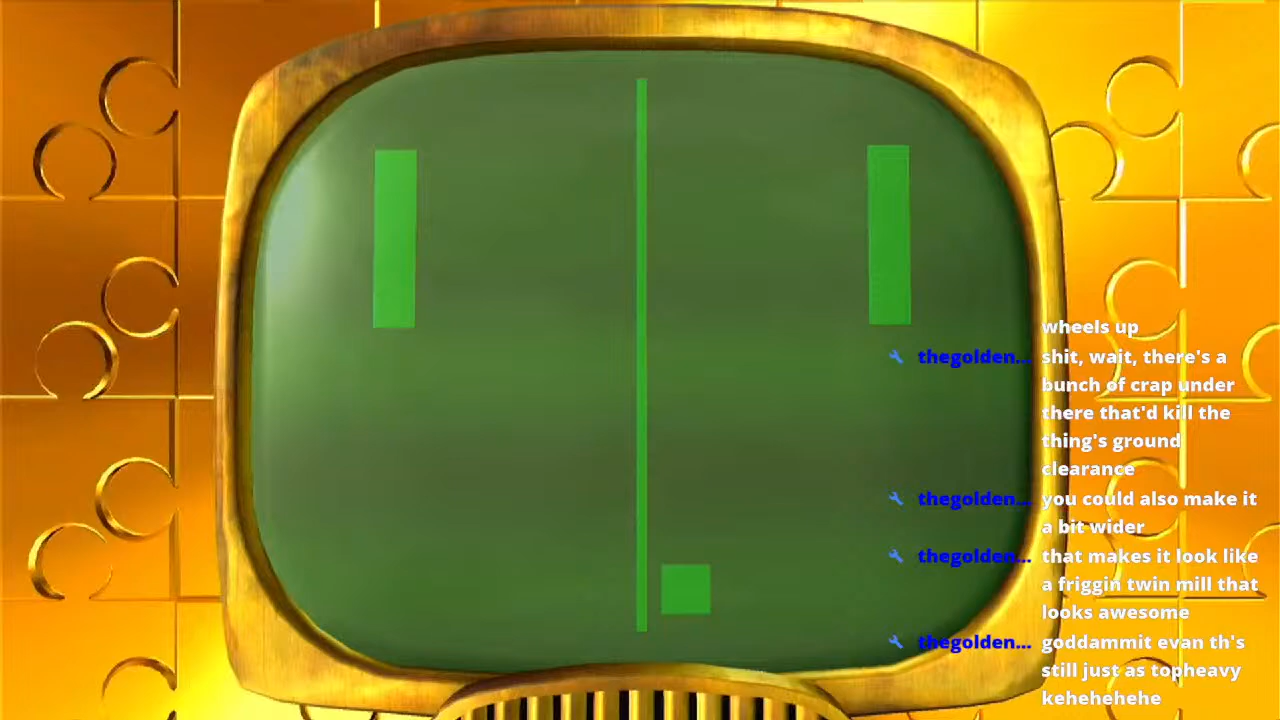 wheels up
thegolden... shit, wait, there's a
bunch of crap under
there that'd kill the
thing's ground
clearance
thegolden... you could also make it
a bit wider
thegolden... that makes it look like
a friggin twin mill that
looks awesome
thegolden... goddammit evan th's
still just as topheavy
kehehehehe